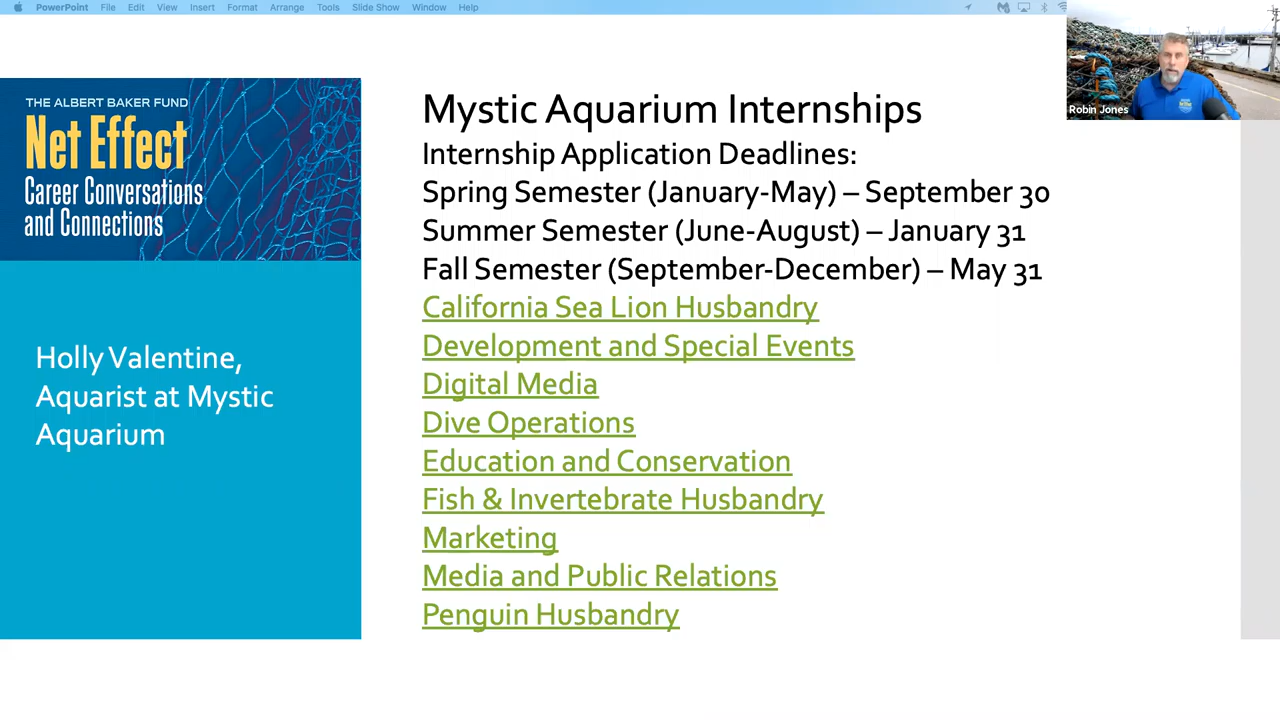 PowerPoint File Edit View Insert Format Arrange Tools Slide Show Window Help
THE ALBERT BAKER FUND
Net Effect
Career Conversations
and Connections
Holly Valentine,
Aquarist at Mystic
Aquarium
Mystic Aquarium Internships
Internship Application Deadlines:
Spring Semester (January-May) – September 30
Summer Semester (June-August) – January 31
Fall Semester (September-December) – May 31
California Sea Lion Husbandry
Development and Special Events
Digital Media
Dive Operations
Education and Conservation
Fish & Invertebrate Husbandry
Marketing
Media and Public Relations
Penguin Husbandry
Robin Jones